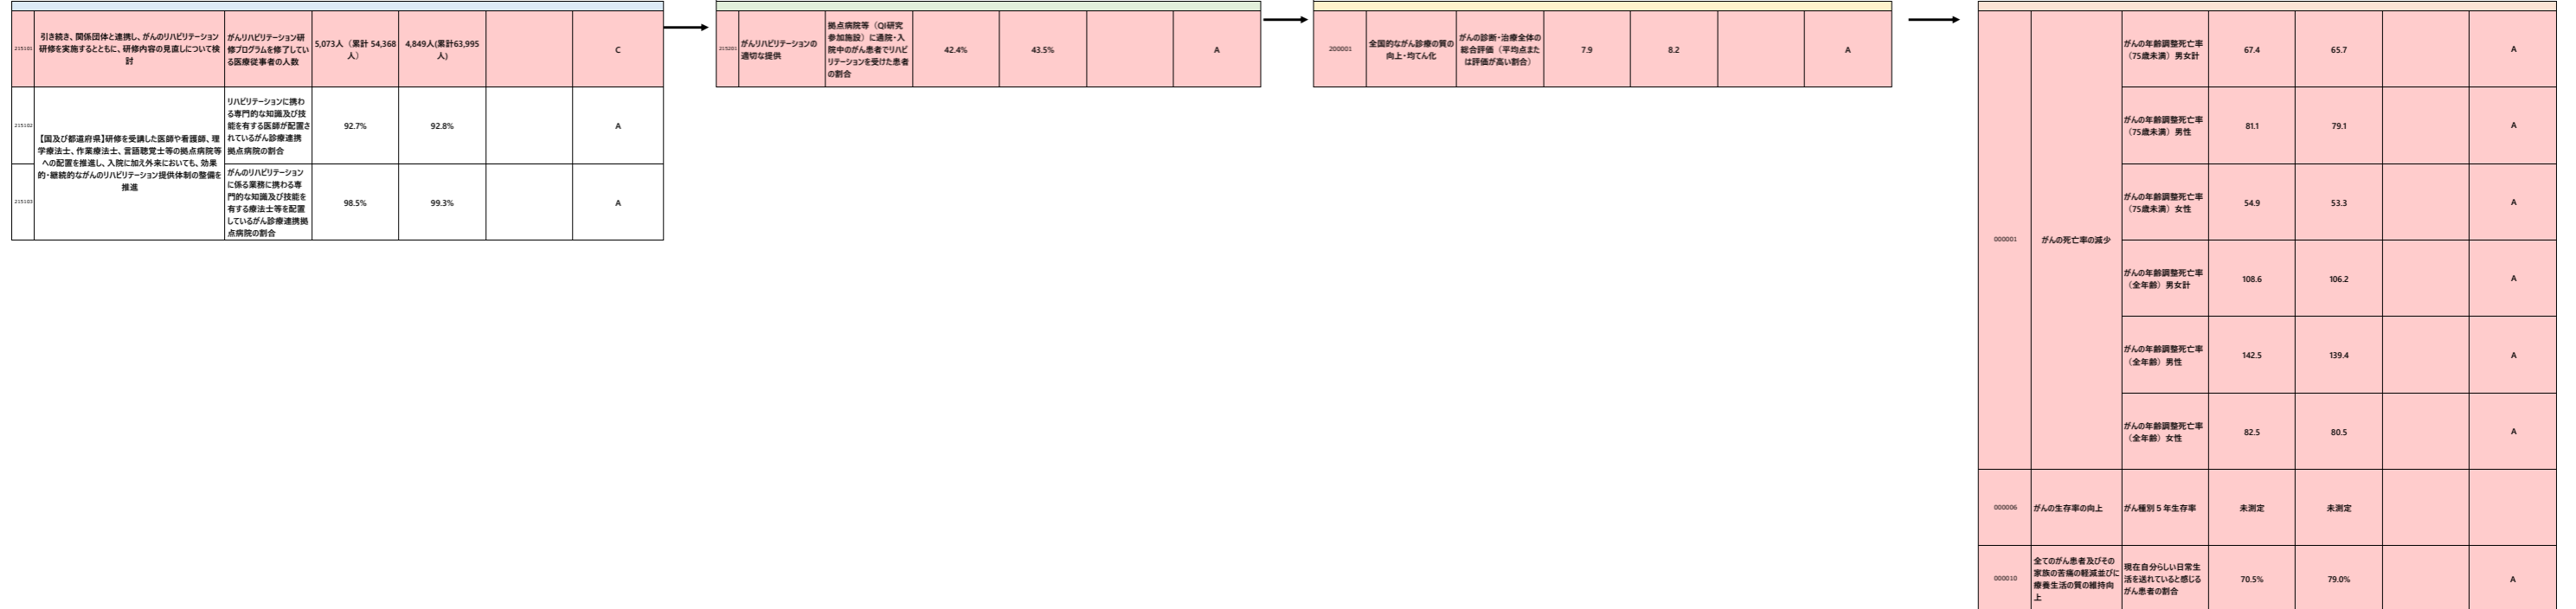 215101
引き続き、関係団体と連携し、がんのリハビリテーション
研修を実施するとともに、研修内容の見直しについて検
討
がんリハビリテーション研
修プログラムを修了してい
る医療従事者の人数
5,073人（累計 54,368
人）
4,849人(累計63,995
人)
C
215102
【国及び都道府県】研修を受講した医師や看護師、理
学療法士、作業療法士、言語聴覚士等の拠点病院等
への配置を推進し、入院に加え外来においても、効果
的・継続的ながんのリハビリテーション提供体制の整備を
推進
リハビリテーションに携わ
る専門的な知識及び技
能を有する医師が配置さ
れているがん診療連携
拠点病院の割合
92.7%
92.8%
A
215103
がんのリハビリテーション
に係る業務に携わる専
門的な知識及び技能を
有する療法士等を配置
しているがん診療連携拠
点病院の割合
98.5%
99.3%
A
215201
がんリハビリテーションの
適切な提供
拠点病院等（QI研究
参加施設）に通院・入
院中のがん患者でリハビ
リテーションを受けた患者
の割合
42.4%
43.5%
A
200001
全国的ながん診療の質の
向上・均てん化
がんの診断・治療全体の
総合評価（平均点また
は評価が高い割合）
7.9
8.2
A
000001
がんの死亡率の減少
がんの年齢調整死亡率
（75歳未満）男女計
67.4
65.7
A
がんの年齢調整死亡率
（75歳未満）男性
81.1
79.1
A
がんの年齢調整死亡率
（75歳未満）女性
54.9
53.3
A
がんの年齢調整死亡率
（全年齢）男女計
108.6
106.2
A
がんの年齢調整死亡率
（全年齢）男性
142.5
139.4
A
がんの年齢調整死亡率
（全年齢）女性
82.5
80.5
A
000006
がんの生存率の向上
がん種別５年生存率
未測定
未測定
000010
全てのがん患者及びその
家族の苦痛の軽減並びに
療養生活の質の維持向
上
現在自分らしい日常生
活を送れていると感じる
がん患者の割合
70.5%
79.0%
A